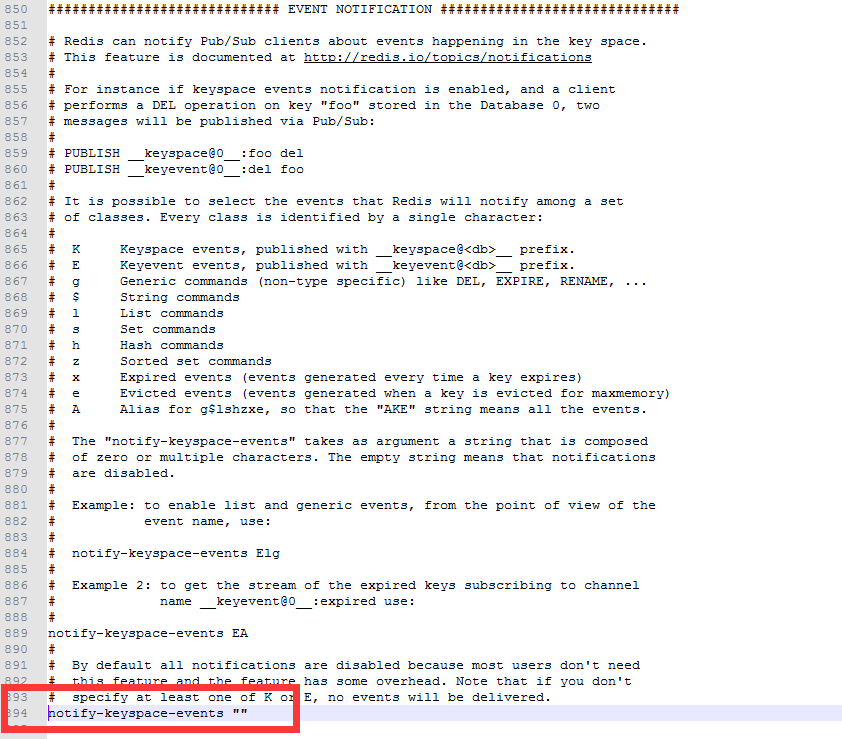 850 ############################# EVENT NOTIFICATION ##############################
851
852 # Redis can notify Pub/Sub clients about events happening in the key space.
853 # This feature is documented at http://redis.io/topics/notifications
854 #
855 # For instance if keyspace events notification is enabled, and a client
856 # performs a DEL operation on key "foo" stored in the Database 0, two
857 # messages will be published via Pub/Sub:
858 #
859 # PUBLISH __keyspace@0__:foo del
860 # PUBLISH __keyevent@0__:del foo
861 #
862 # It is possible to select the events that Redis will notify among a set
863 # of classes. Every class is identified by a single character:
864 #
865 #  K     Keyspace events, published with __keyspace@<db>__ prefix.
866 #  E     Keyevent events, published with __keyevent@<db>__ prefix.
867 #  g     Generic commands (non-type specific) like DEL, EXPIRE, RENAME, ...
868 #  $     String commands
869 #  l     List commands
870 #  s     Set commands
871 #  h     Hash commands
872 #  z     Sorted set commands
873 #  x     Expired events (events generated every time a key expires)
874 #  e     Evicted events (events generated when a key is evicted for maxmemory)
875 #  A     Alias for g$lshzxe, so that the "AKE" string means all the events.
876 #
877 #  The "notify-keyspace-events" takes as argument a string that is composed
878 #  of zero or multiple characters. The empty string means that notifications
879 #  are disabled.
880 #
881 #  Example: to enable list and generic events, from the point of view of the
882 #           event name, use:
883 #
884 #  notify-keyspace-events Elg
885 #
886 #  Example 2: to get the stream of the expired keys subscribing to channel
887 #             name __keyevent@0__:expired use:
888 #
889 notify-keyspace-events EA
890 #
891 #  By default all notifications are disabled because most users don't need
892 #  this feature and the feature has some overhead. Note that if you don't
893 #  specify at least one of K or E, no events will be delivered.
894 notify-keyspace-events ""